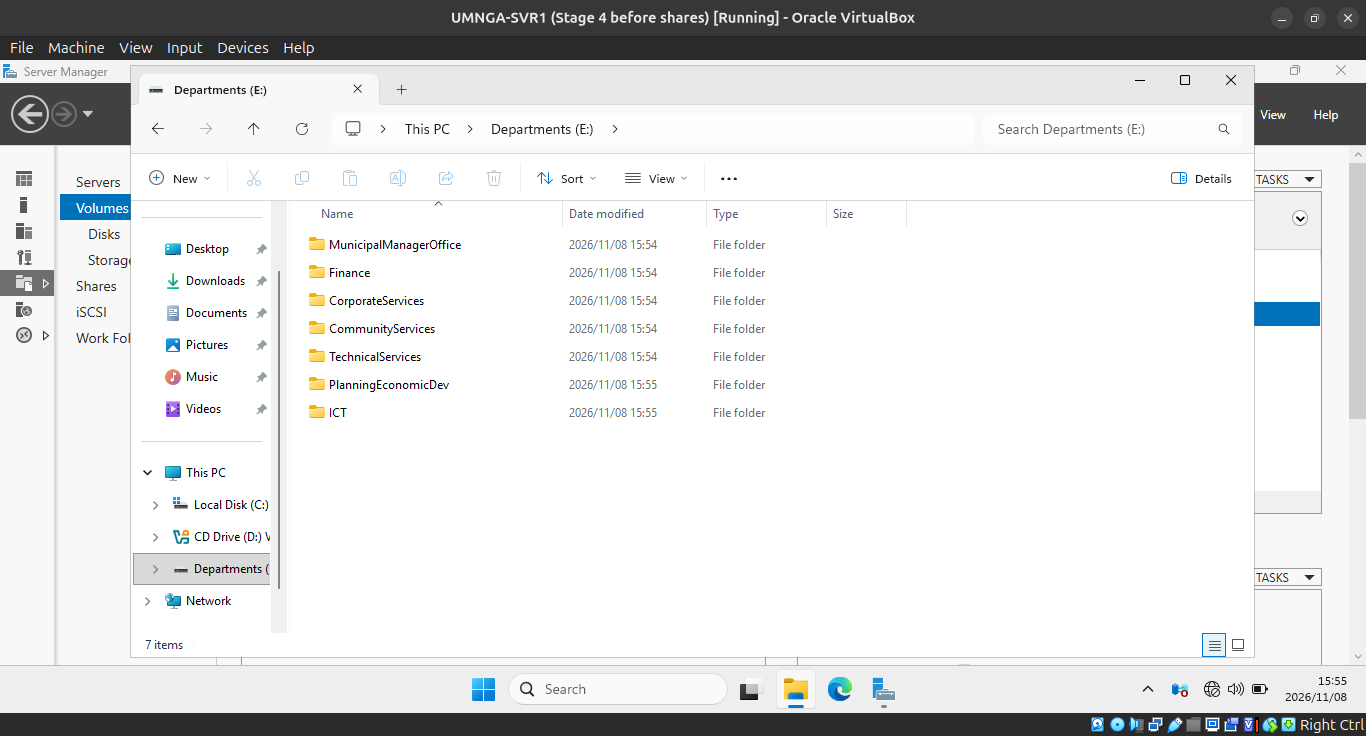 UMNGA-SVR1 (Stage 4 before shares) [Running] - Oracle VirtualBox
File Machine View Input Devices Help
Server Manager
Departments (E:)
View Help
This PC Departments (E:)
Search Departments (E:)
New Sort View Details
TASKS
Servers
Volumes
Disks
Storage
Shares
iSCSI
Work Fol
Desktop
Downloads
Documents
Pictures
Music
Videos
This PC
Local Disk (C:)
CD Drive (D:) V
Departments (
Network
Name Date modified Type Size
MunicipalManagerOffice 2026/11/08 15:54 File folder
Finance 2026/11/08 15:54 File folder
CorporateServices 2026/11/08 15:54 File folder
CommunityServices 2026/11/08 15:54 File folder
TechnicalServices 2026/11/08 15:54 File folder
PlanningEconomicDev 2026/11/08 15:55 File folder
ICT 2026/11/08 15:55 File folder
TASKS
7 items
Search
15:55
2026/11/08
Right Ctrl